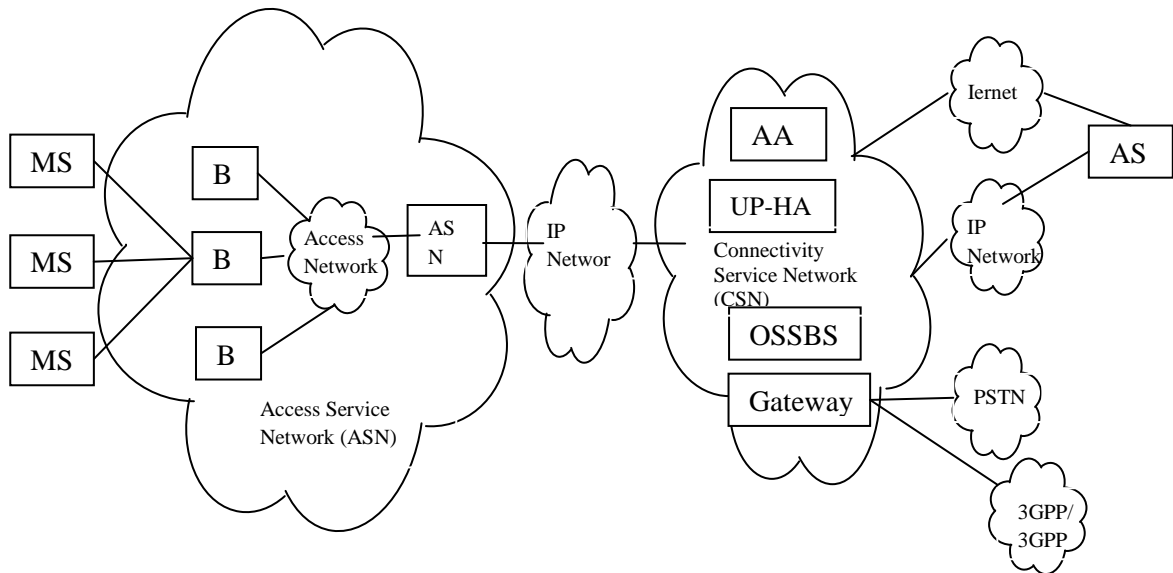 MS
MS
MS
B
B
B
Access
Network
AS
N
Access Service
Network (ASN)
IP
Networ
AA
UP-HA
Connectivity
Service Network
(CSN)
OSSBS
Gateway
Iernet
AS
IP
Network
PSTN
3GPP/
3GPP